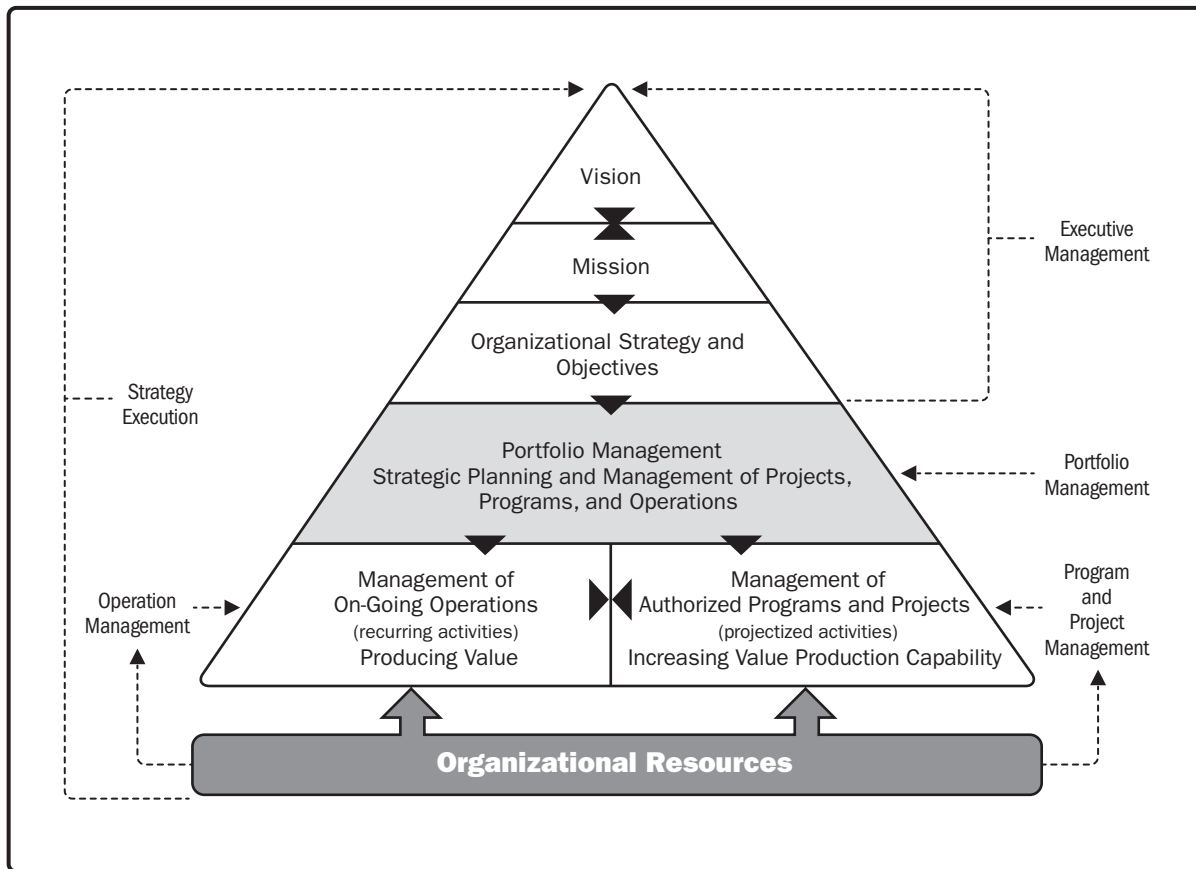 Vision
Mission
Executive
Management
Organizational Strategy and
Objectives
Strategy
Execution
Portfolio Management
Strategic Planning and Management of Projects,
Programs, and Operations
Portfolio
Management
Operation
Management
Management of
On-Going Operations
(recurring activities)
Producing Value
Management of
Authorized Programs and Projects
(projectized activities)
Increasing Value Production Capability
Program
and
Project
Management
Organizational Resources